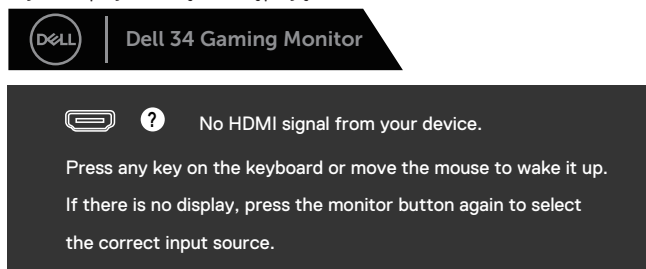 DELL
Dell 34 Gaming Monitor
? No HDMI signal from your device.
Press any key on the keyboard or move the mouse to wake it up.
If there is no display, press the monitor button again to select
the correct input source.